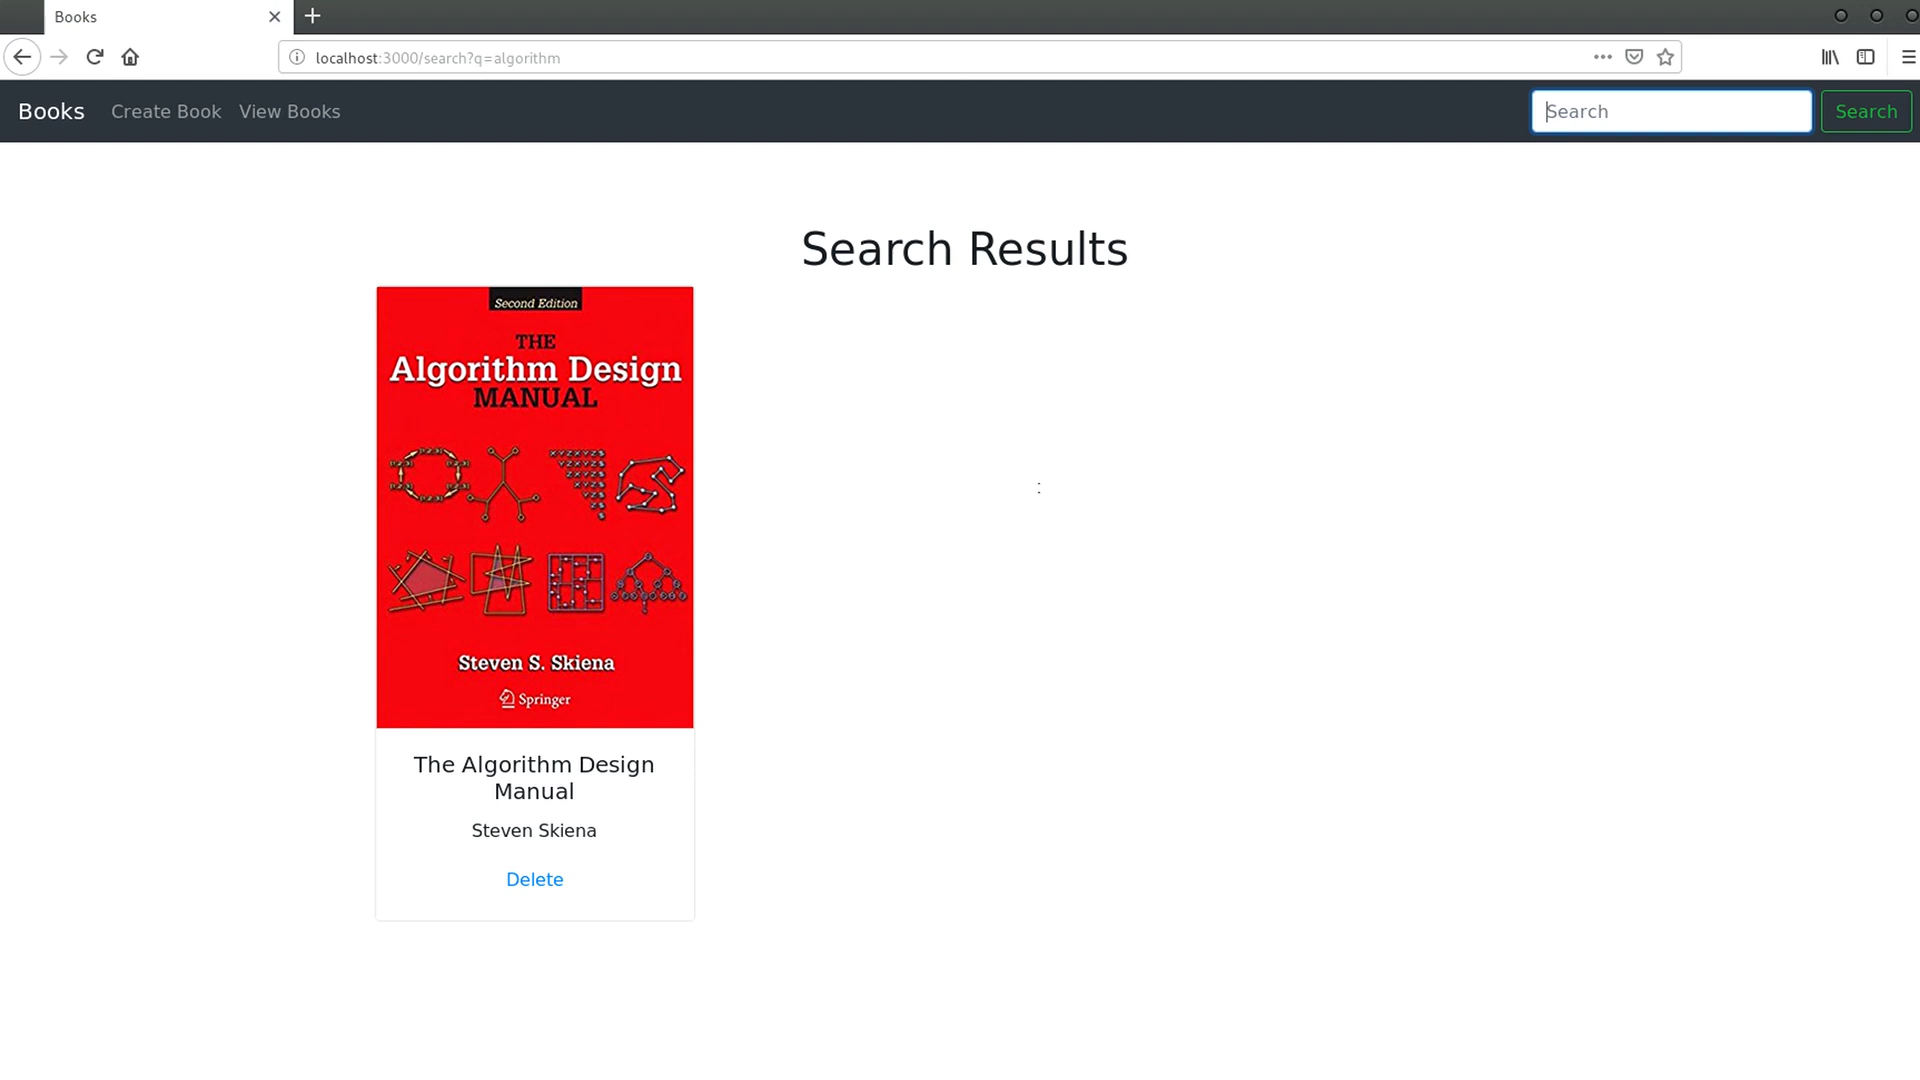 Books
localhost:3000/search?q=algorithm
Books Create Book View Books Search Search
Search Results
Second Edition
THE
Algorithm Design
MANUAL
Steven S. Skiena
Springer
The Algorithm Design
Manual
Steven Skiena
Delete